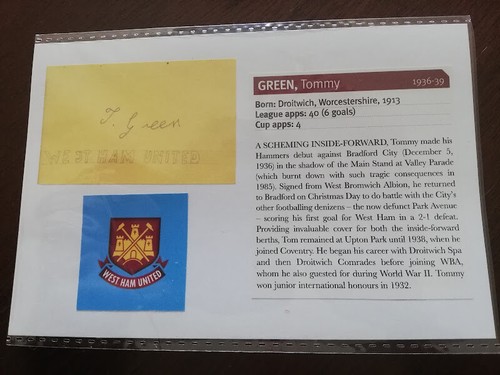 T. Green
WEST HAM UNITED
WEST HAM UNITED
GREEN, Tommy 1936-39
Born: Droitwich, Worcestershire, 1913
League apps: 40 (6 goals)
Cup apps: 4
A SCHEMING INSIDE-FORWARD, Tommy made his
Hammers debut against Bradford City (December 5,
1936) in the shadow of the Main Stand at Valley Parade
(which burnt down with such tragic consequences in
1985). Signed from West Bromwich Albion, he returned
to Bradford on Christmas Day to do battle with the City's
other footballing denizens – the now defunct Park Avenue
– scoring his first goal for West Ham in a 2-1 defeat.
Providing invaluable cover for both the inside-forward
berths, Tom remained at Upton Park until 1938, when he
joined Coventry. He began his career with Droitwich Spa
and then Droitwich Comrades before joining WBA,
whom he also guested for during World War II. Tommy
won junior international honours in 1932.